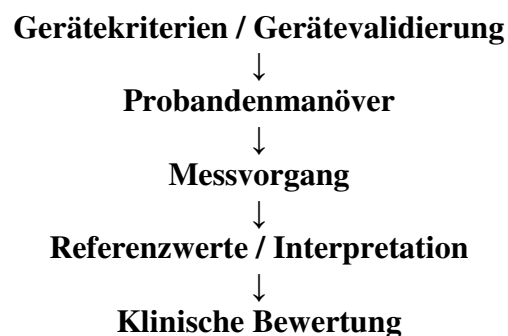 Gerätekriterien / Gerätevalidierung
↓
Probandenmanöver
↓
Messvorgang
↓
Referenzwerte / Interpretation
↓
Klinische Bewertung